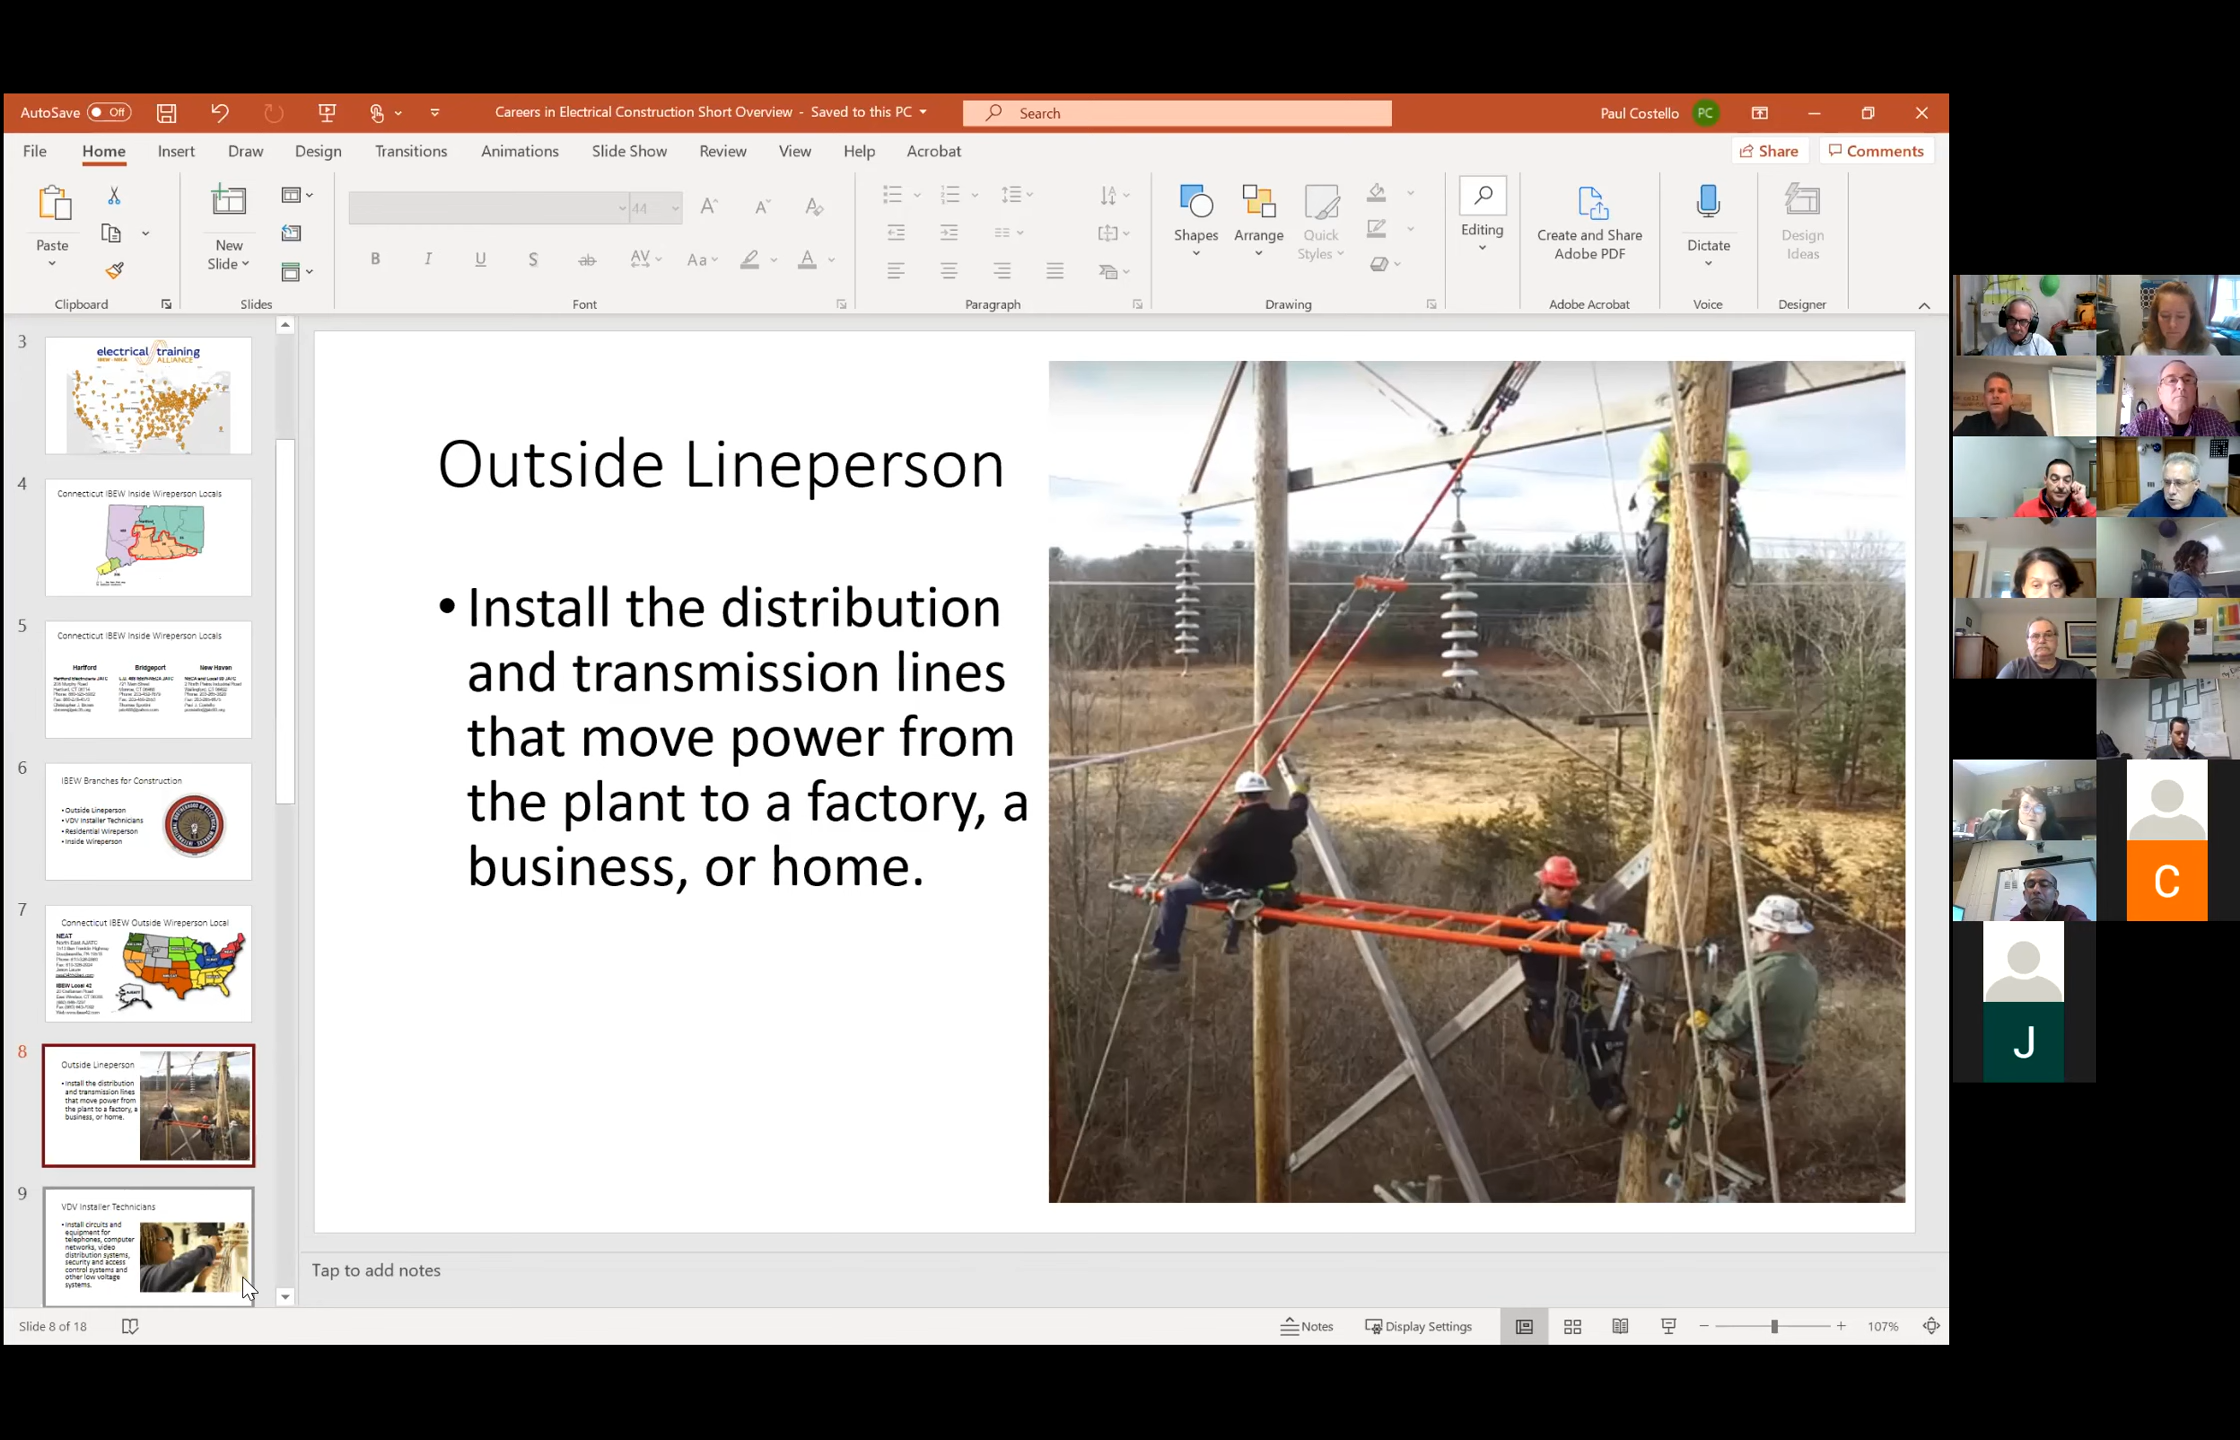 AutoSave Off
Careers in Electrical Construction Short Overview - Saved to this PC
Search
Paul Costello PC
File Home Insert Draw Design Transitions Animations Slide Show Review View Help Acrobat
Share Comments
44
Paste
New
Slide
Shapes
Arrange
Quick
Styles
Editing
Create and Share
Adobe PDF
Dictate
Design
Ideas
Clipboard
Slides
Font
Paragraph
Drawing
Adobe Acrobat
Voice
Designer
3
electrical training
ALLIANCE
4
Connecticut IBEW Inside Wireperson Locals
5
Connecticut IBEW Inside Wireperson Locals
Hartford Bridgeport New Haven
6
IBEW Branches for Construction
• Outside Lineperson
• VDV Installer Technicians
• Residential Wireperson
• Inside Wireperson
7
Connecticut IBEW Outside Wireperson Local
NEAT
8
Outside Lineperson
• Install the distribution
and transmission lines
that move power from
the plant to a factory, a
business, or home.
9
VDV Installer Technicians
• Install circuits and
equipment for
telephones, computer
networks, video
distribution systems,
security and access
control systems and
other low voltage
systems.
Outside Lineperson
• Install the distribution
and transmission lines
that move power from
the plant to a factory, a
business, or home.
Tap to add notes
Slide 8 of 18
Notes
Display Settings
107%
C
J